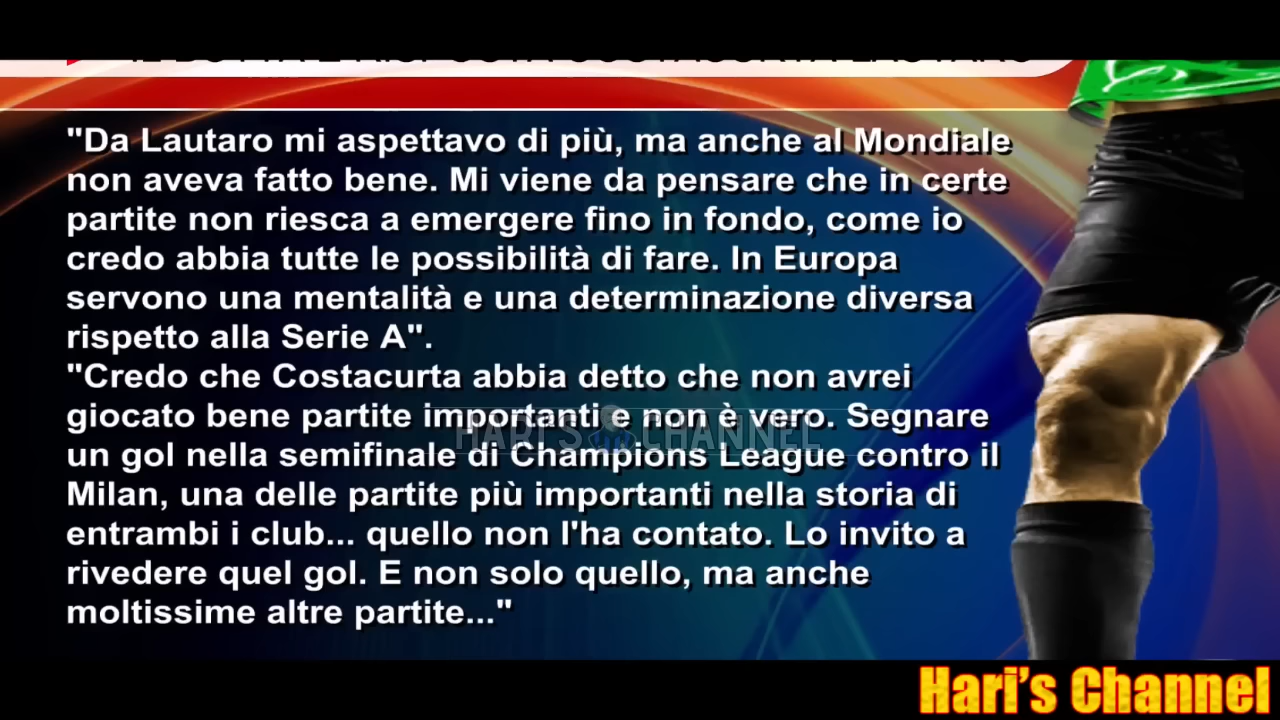 "Da Lautaro mi aspettavo di più, ma anche al Mondiale
non aveva fatto bene. Mi viene da pensare che in certe
partite non riesca a emergere fino in fondo, come io
credo abbia tutte le possibilità di fare. In Europa
servono una mentalità e una determinazione diversa
rispetto alla Serie A".
"Credo che Costacurta abbia detto che non avrei
giocato bene partite importanti e non è vero. Segnare
un gol nella semifinale di Champions League contro il
Milan, una delle partite più importanti nella storia di
entrambi i club... quello non l'ha contato. Lo invito a
rivedere quel gol. E non solo quello, ma anche
moltissime altre partite..."
HARI'S CHANNEL
Hari's Channel